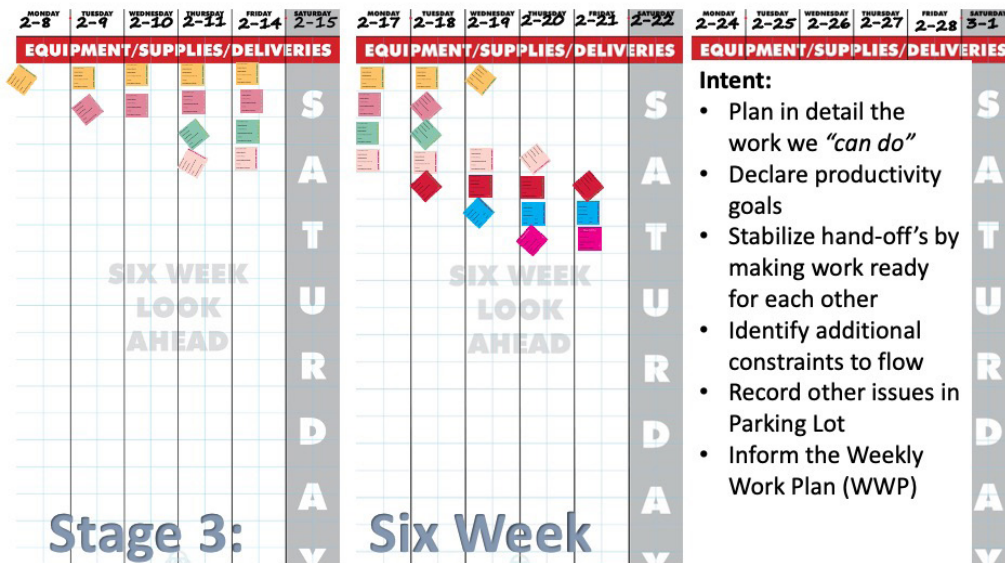 MONDAY TUESDAY WEDNESDAY THURSDAY FRIDAY SATURDAY
2-8 2-9 2-10 2-11 2-14 2-15
EQUIPMENT/SUPPLIES/DELIVERIES
SATURDAY
SIX WEEK
LOOK
AHEAD
Stage 3:
MONDAY TUESDAY WEDNESDAY THURSDAY FRIDAY SATURDAY
2-17 2-18 2-19 2-20 2-21 2-22
EQUIPMENT/SUPPLIES/DELIVERIES
SATURDAY
SIX WEEK
LOOK
AHEAD
Six Week
MONDAY TUESDAY WEDNESDAY THURSDAY FRIDAY SATURDAY
2-24 2-25 2-26 2-27 2-28 3-1
EQUIPMENT/SUPPLIES/DELIVERIES
SATURDAY
Intent:
• Plan in detail the
work we “can do”
• Declare productivity
goals
• Stabilize hand-off’s by
making work ready
for each other
• Identify additional
constraints to flow
• Record other issues in
Parking Lot
• Inform the Weekly
Work Plan (WWP)